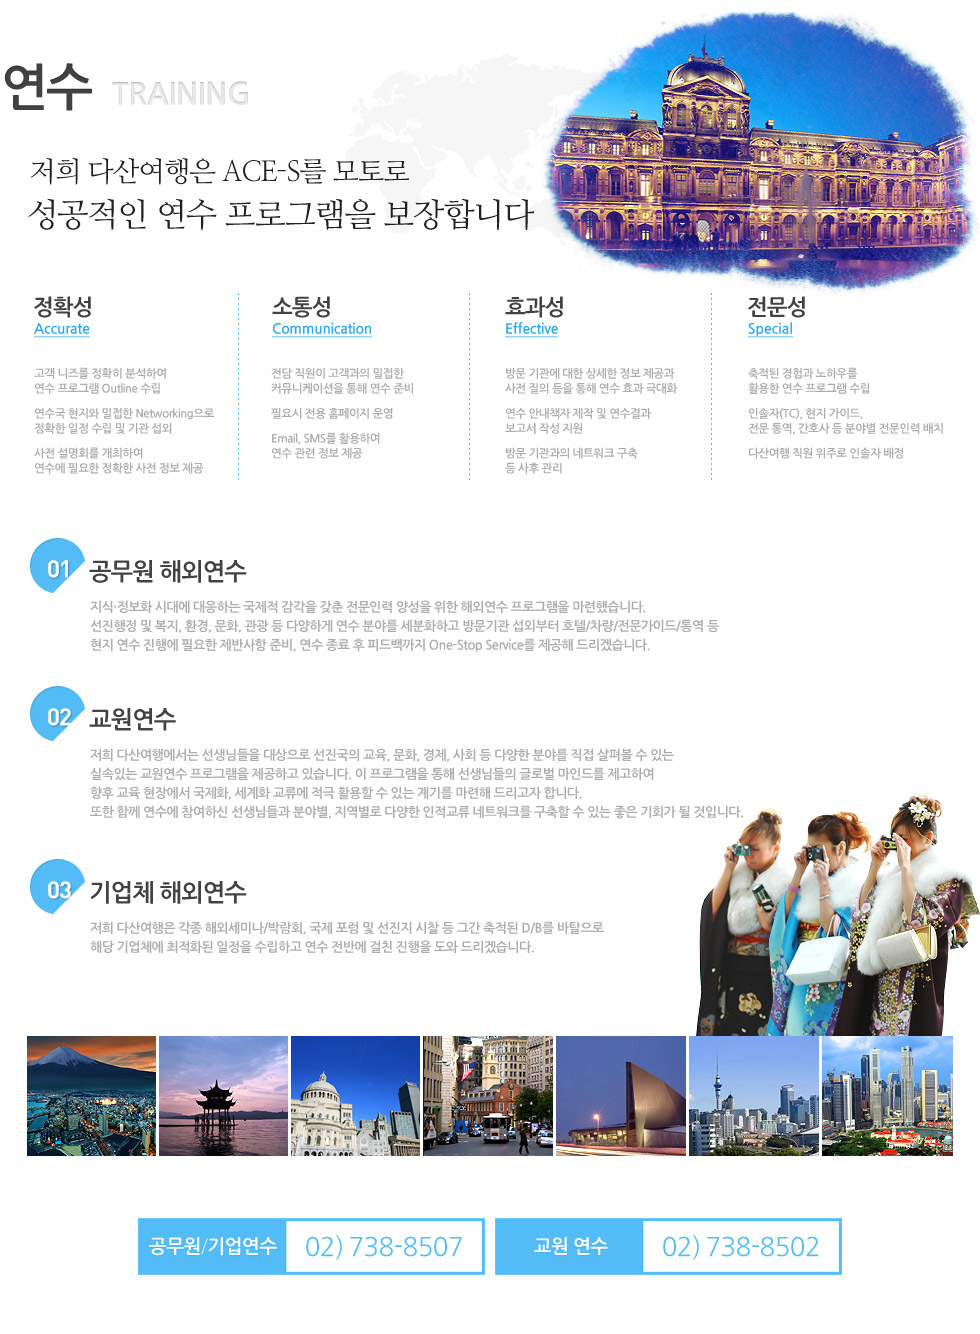 연수 TRAINING
저희 다산여행은 ACE-S를 모토로
성공적인 연수 프로그램을 보장합니다
정확성
Accurate
고객 니즈를 정확히 분석하여
연수 프로그램 Outline 수립
연수국 현지와 밀접한 Networking으로
정확한 일정 수립 및 기관 섭외
사전 설명회를 개최하여
연수에 필요한 정확한 사전 정보 제공
소통성
Communication
전담 직원이 고객과의 밀접한
커뮤니케이션을 통해 연수 준비
필요시 전용 홈페이지 운영
Email, SMS를 활용하여
연수 관련 정보 제공
효과성
Effective
방문 기관에 대한 상세한 정보 제공과
사전 질의 등을 통해 연수 효과 극대화
연수 안내책자 제작 및 연수결과
보고서 작성 지원
방문 기관과의 네트워크 구축
등 사후 관리
전문성
Special
축적된 경험과 노하우를
활용한 연수 프로그램 수립
인솔자(TC), 현지 가이드,
전문 통역, 간호사 등 분야별 전문인력 배치
다산여행 직원 위주로 인솔자 배정
01 공무원 해외연수
지식·정보화 시대에 대응하는 국제적 감각을 갖춘 전문인력 양성을 위한 해외연수 프로그램을 마련했습니다.
선진행정 및 복지, 환경, 문화, 관광 등 다양하게 연수 분야를 세분화하고 방문기관 섭외부터 호텔/차량/전문가이드/통역 등
현지 연수 진행에 필요한 제반사항 준비, 연수 종료 후 피드백까지 One-Stop Service를 제공해 드리겠습니다.
02 교원연수
저희 다산여행에서는 선생님들을 대상으로 선진국의 교육, 문화, 경제, 사회 등 다양한 분야를 직접 살펴볼 수 있는
실속있는 교원연수 프로그램을 제공하고 있습니다. 이 프로그램을 통해 선생님들의 글로벌 마인드를 제고하여
향후 교육 현장에서 국제화, 세계화 교류에 적극 활용할 수 있는 계기를 마련해 드리고자 합니다.
또한 함께 연수에 참여하신 선생님들과 분야별, 지역별로 다양한 인적교류 네트워크를 구축할 수 있는 좋은 기회가 될 것입니다.
03 기업체 해외연수
저희 다산여행은 각종 해외세미나/박람회, 국제 포럼 및 선진지 시찰 등 그간 축적된 D/B를 바탕으로
해당 기업체에 최적화된 일정을 수립하고 연수 전반에 걸친 진행을 도와 드리겠습니다.
공무원/기업연수 02) 738-8507
교원 연수 02) 738-8502